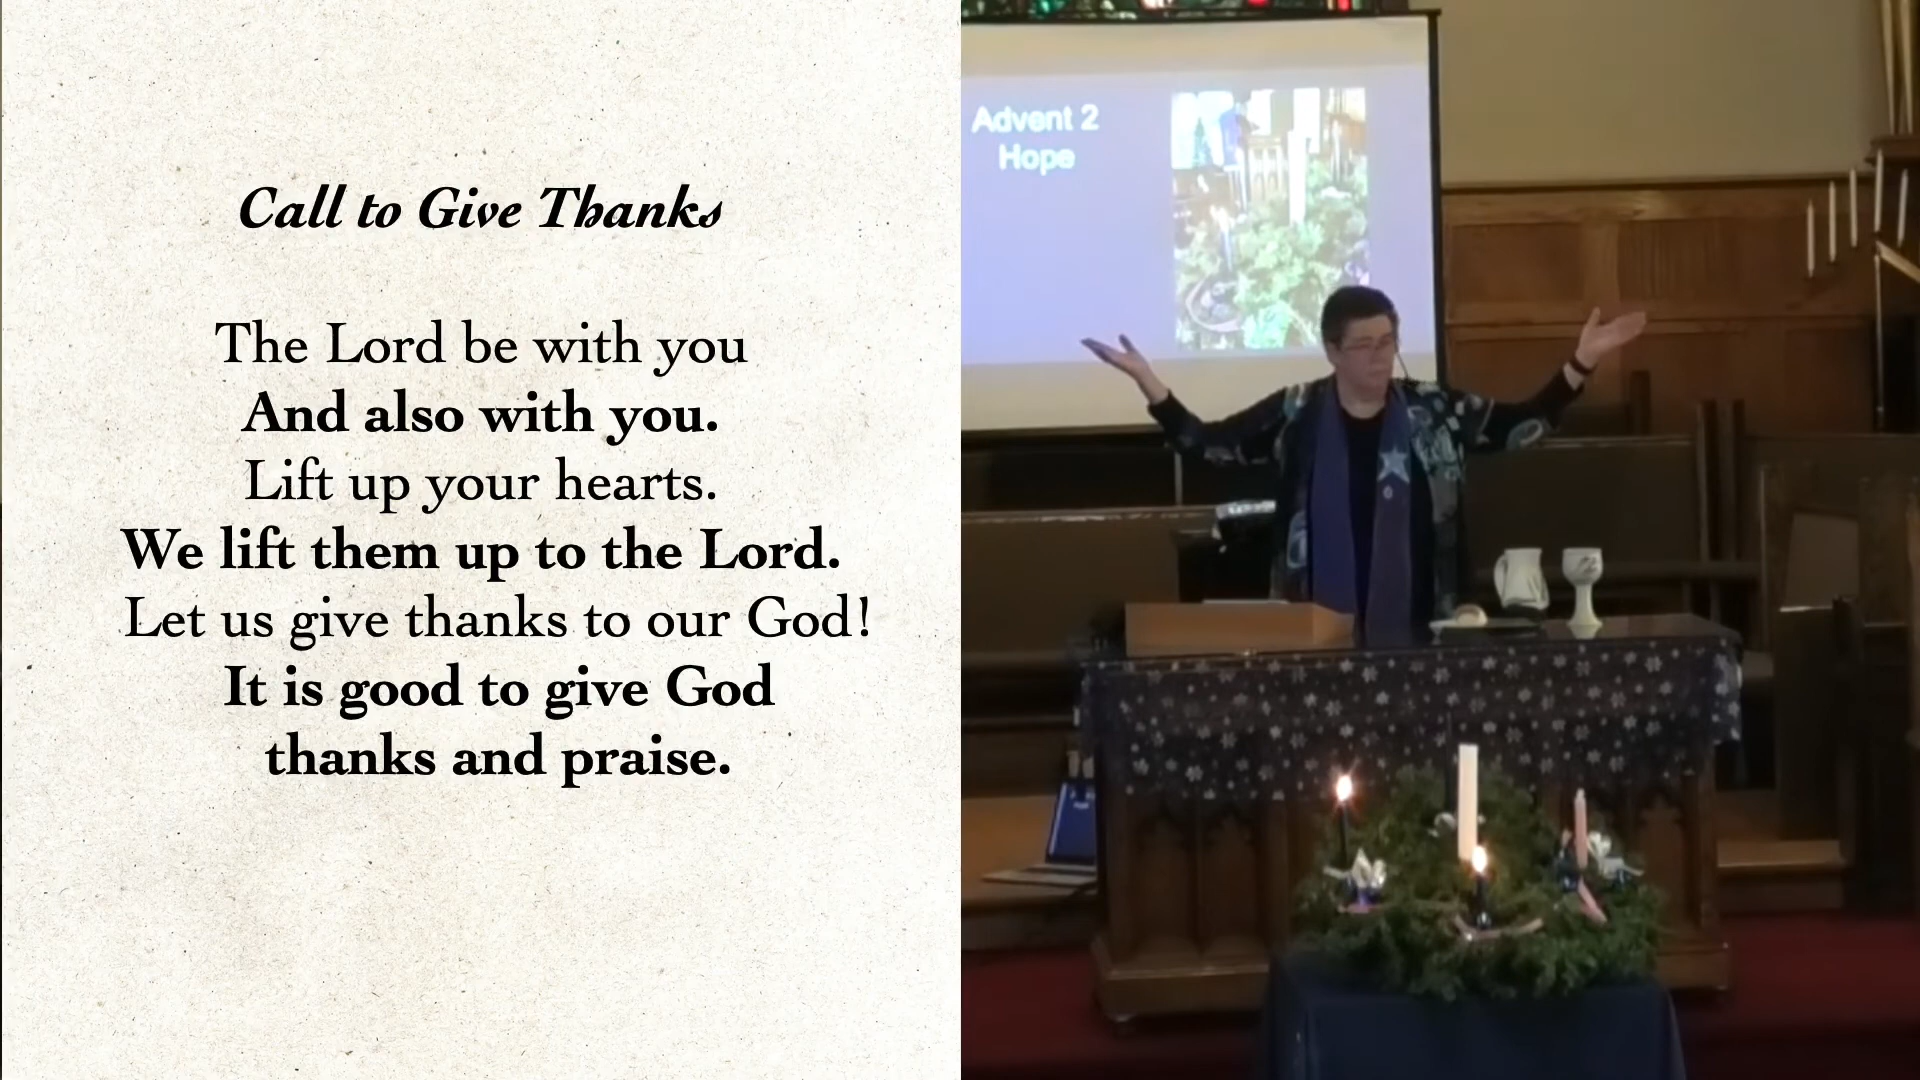 Call to Give Thanks
The Lord be with you
And also with you.
Lift up your hearts.
We lift them up to the Lord.
Let us give thanks to our God!
It is good to give God
thanks and praise.
Advent 2
Hope